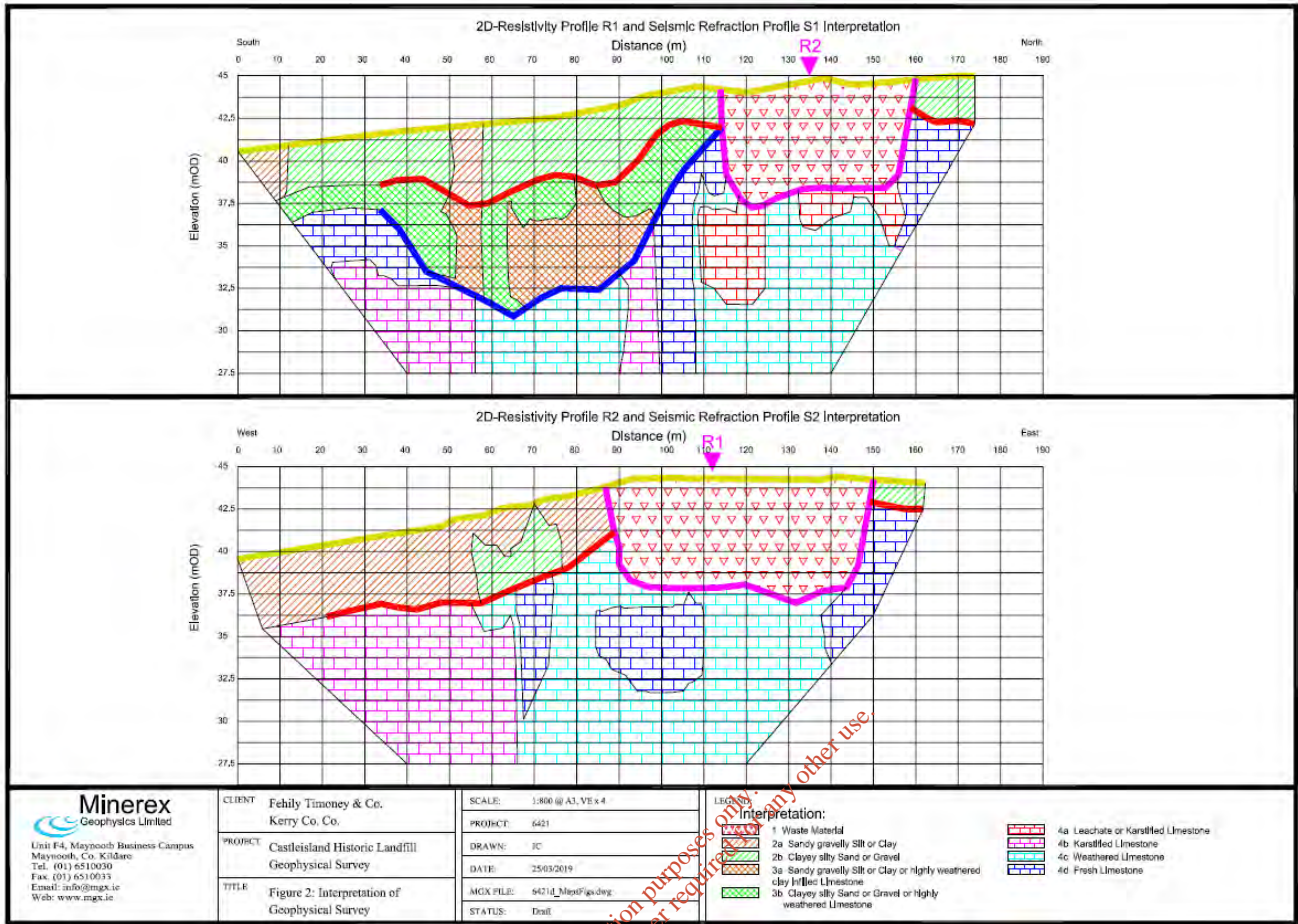 2D-Resistivity Profile R1 and Seismic Refraction Profile S1 Interpretation
South
Distance (m)
R2
North
0 10 20 30 40 50 60 70 80 90 100 110 120 130 140 150 160 170 180 190
45
42.5
40
37.5
35
32.5
30
27.5
Elevation (mOD)
2D-Resistivity Profile R2 and Seismic Refraction Profile S2 Interpretation
West
Distance (m)
R1
East
0 10 20 30 40 50 60 70 80 90 100 110 120 130 140 150 160 170 180 190
45
42.5
40
37.5
35
32.5
30
37.5
Elevation (mOD)
Minerex
Geophysics Limited
Unit F4, Maynooth Business Campus
Maynooth, Co. Kildare
Tel. (01) 6510030
Fax. (01) 6510033
Email: info@mgx.ie
Web: www.mgx.ie
CLIENT Fehily Timoney & Co.
Kerry Co. Co.
PROJECT Castleisland Historic Landfill
Geophysical Survey
TITLE Figure 2: Interpretation of
Geophysical Survey
SCALE: 1:800 @ A3, VE x 4
PROJECT: 6421
DRAWN: JC
DATE: 25/03/2019
MGX FILE: 6421d_MapsFigs.dwg
STATUS: Draft
LEGEND:
Interpretation:
1 Waste Material
2a Sandy gravelly Silt or Clay
2b Clayey silty Sand or Gravel
3a Sandy gravelly Silt or Clay or highly weathered
clay infilled Limestone
3b Clayey silty Sand or Gravel or highly
weathered Limestone
4a Leachate or Karstified Limestone
4b Karstified Limestone
4c Weathered Limestone
4d Fresh Limestone
ion purposes only.
er required for any other use.